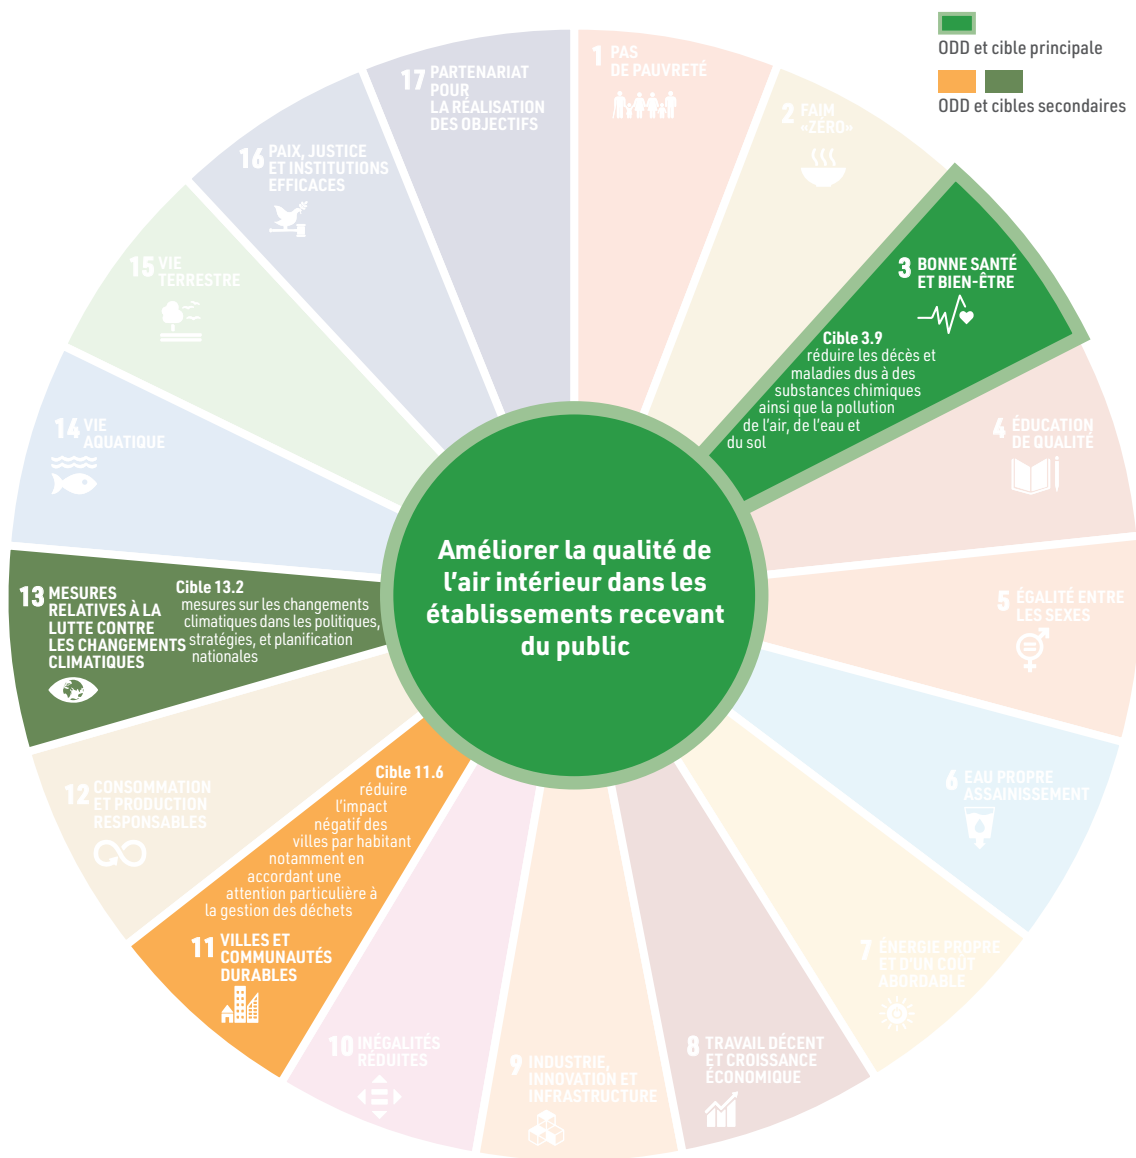 ODD et cible principale
ODD et cibles secondaires
1 PAS
DE PAUVRETÉ
2 FAIM
«ZÉRO»
3 BONNE SANTÉ
ET BIEN-ÊTRE
Cible 3.9
réduire les décès et
maladies dus à des
substances chimiques
ainsi que la pollution
de l'air, de l'eau et
du sol
4 ÉDUCATION
DE QUALITÉ
5 ÉGALITÉ ENTRE
LES SEXES
6 EAU PROPRE
ASSAINISSEMENT
7 ÉNERGIE PROPRE
ET D'UN COÛT
ABORDABLE
8 TRAVAIL DÉCENT
ET CROISSANCE
ÉCONOMIQUE
9 INDUSTRIE,
INNOVATION ET
INFRASTRUCTURE
10 INÉGALITÉS
RÉDUITES
Cible 11.6
réduire
l'impact
négatif des
villes par habitant
notamment en
accordant une
attention particulière à
la gestion des déchets
11 VILLES ET
COMMUNAUTÉS
DURABLES
12 CONSOMMATION
ET PRODUCTION
RESPONSABLES
13 MESURES
RELATIVES À LA
LUTTE CONTRE
LES CHANGEMENTS
CLIMATIQUES
Cible 13.2
mesures sur les changements
climatiques dans les politiques,
stratégies, et planification
nationales
14 VIE
AQUATIQUE
15 VIE
TERRESTRE
16 PAIX, JUSTICE
ET INSTITUTIONS
EFFICACES
17 PARTENARIAT
POUR
LA RÉALISATION
DES OBJECTIFS
Améliorer la qualité de
l'air intérieur dans les
établissements recevant
du public